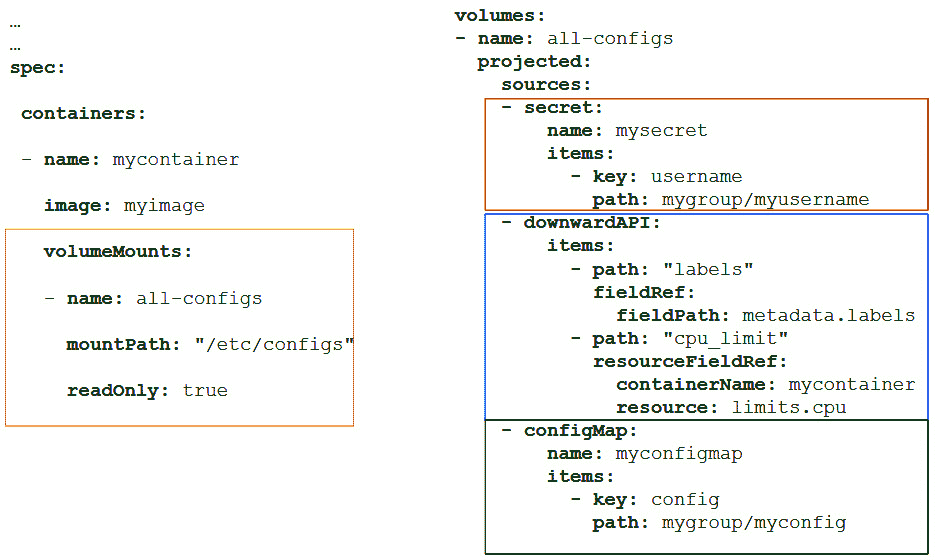 …
…
spec:
containers:
- name: mycontainer
image: myimage
volumeMounts:
- name: all-configs
mountPath: "/etc/configs"
readOnly: true
volumes:
- name: all-configs
projected:
sources:
- secret:
name: mysecret
items:
- key: username
path: mygroup/myusername
- downwardAPI:
items:
- path: "labels"
fieldRef:
fieldPath: metadata.labels
- path: "cpu_limit"
resourceFieldRef:
containerName: mycontainer
resource: limits.cpu
- configMap:
name: myconfigmap
items:
- key: config
path: mygroup/myconfig